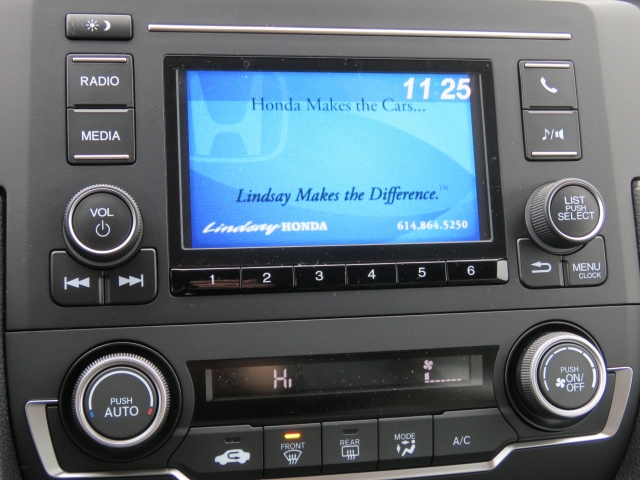 RADIO
MEDIA
VOL
11 25
Honda Makes the Cars...
Lindsay Makes the Difference.™
Lindsay HONDA 614.864.5250
1 2 3 4 5 6
LIST
PUSH
SELECT
MENU
CLOCK
PUSH
AUTO
HI
FRONT
REAR
MODE
A/C
PUSH
ON/
OFF